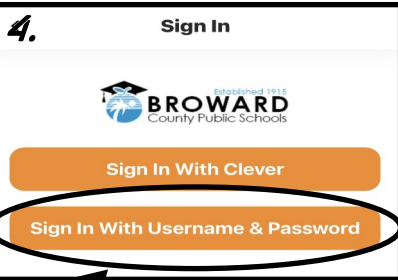 4.
Sign In
Established 1915
BROWARD
County Public Schools
Sign In With Clever
Sign In With Username & Password